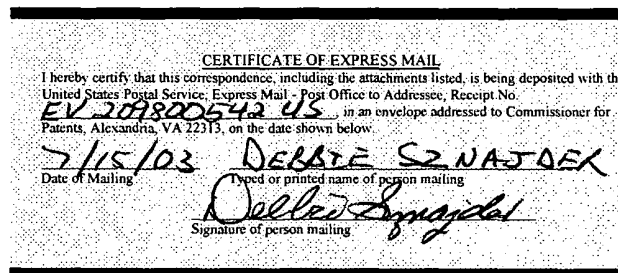 CERTIFICATE OF EXPRESS MAIL
I hereby certify that this correspondence, including the attachments listed, is being deposited with th
United States Postal Service, Express Mail - Post Office to Addressee, Receipt No.
EV 209800542 US , in an envelope addressed to Commissioner for
Patents, Alexandria, VA 22313, on the date shown below.
7/15/03 DEBBIE SZNAJDER
Date of Mailing Typed or printed name of person mailing
Debbie Sznajder
Signature of person mailing